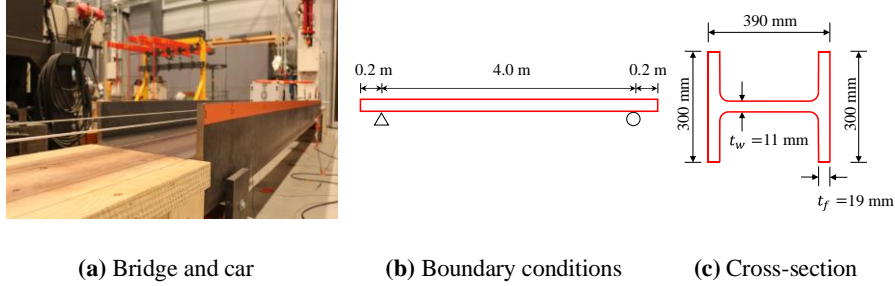 0.2 m
4.0 m
0.2 m
390 mm
300 mm
300 mm
t_w = 11 mm
t_f = 19 mm
(a) Bridge and car
(b) Boundary conditions
(c) Cross-section